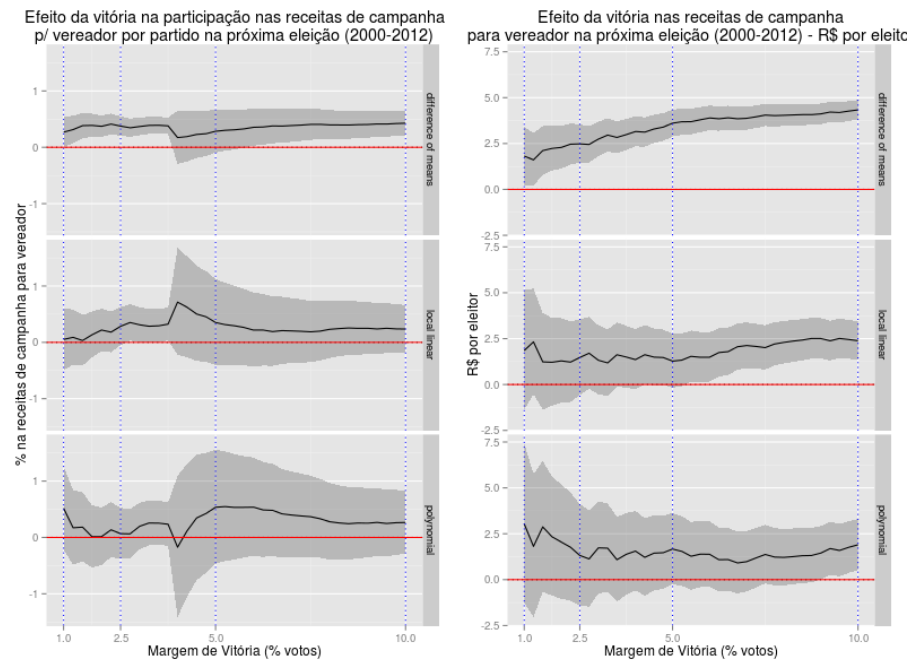 Efeito da vitória na participação nas receitas de campanha
p/ vereador por partido na próxima eleição (2000-2012)
1
0
-1
difference of means
1
0
-1
local linear
1
0
-1
polynomial
% na receitas de campanha para vereador
1.0
2.5
5.0
10.0
Margem de Vitória (% votos)
Efeito da vitória nas receitas de campanha
para vereador na próxima eleição (2000-2012) - R$ por eleito
7.5
5.0
2.5
0.0
-2.5
difference of means
7.5
5.0
2.5
0.0
-2.5
local linear
7.5
5.0
2.5
0.0
-2.5
polynomial
R$ por eleitor
1.0
2.5
5.0
10.0
Margem de Vitória (% votos)